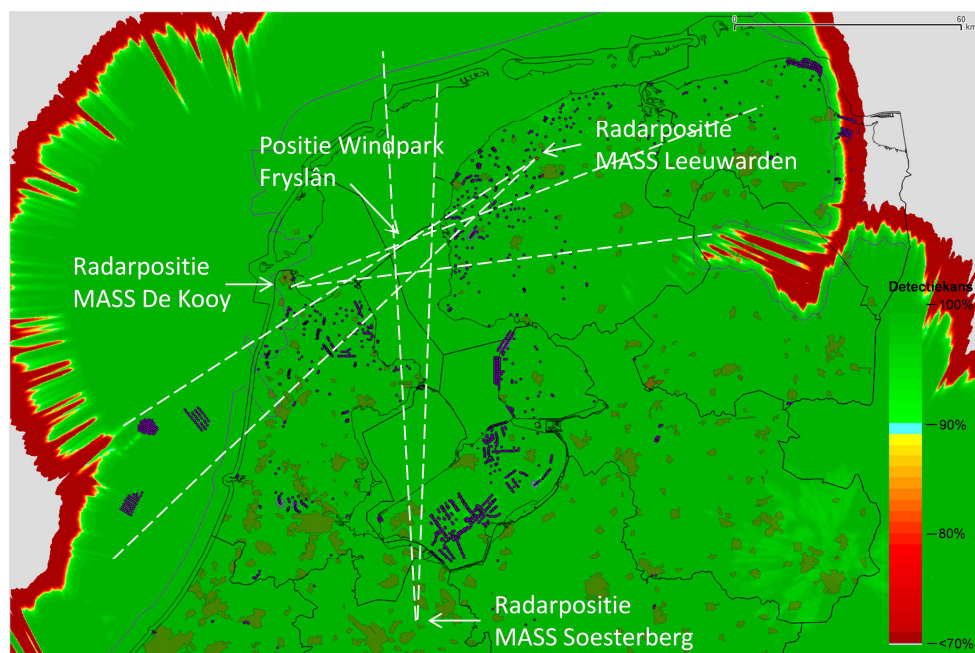 0
60
km
Positie Windpark
Fryslân
Radarpositie
MASS Leeuwarden
Radarpositie
MASS De Kooy
Detectiekans
100%
90%
80%
<70%
Radarpositie
MASS Soesterberg